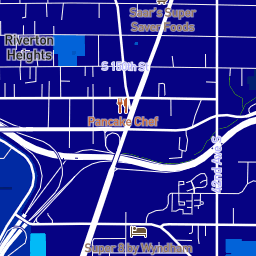 Saar's Super
Saver Foods
Riverton
Heights
S 150th St
Pancake Chef
42nd Ave S
Super 8 by Wyndham